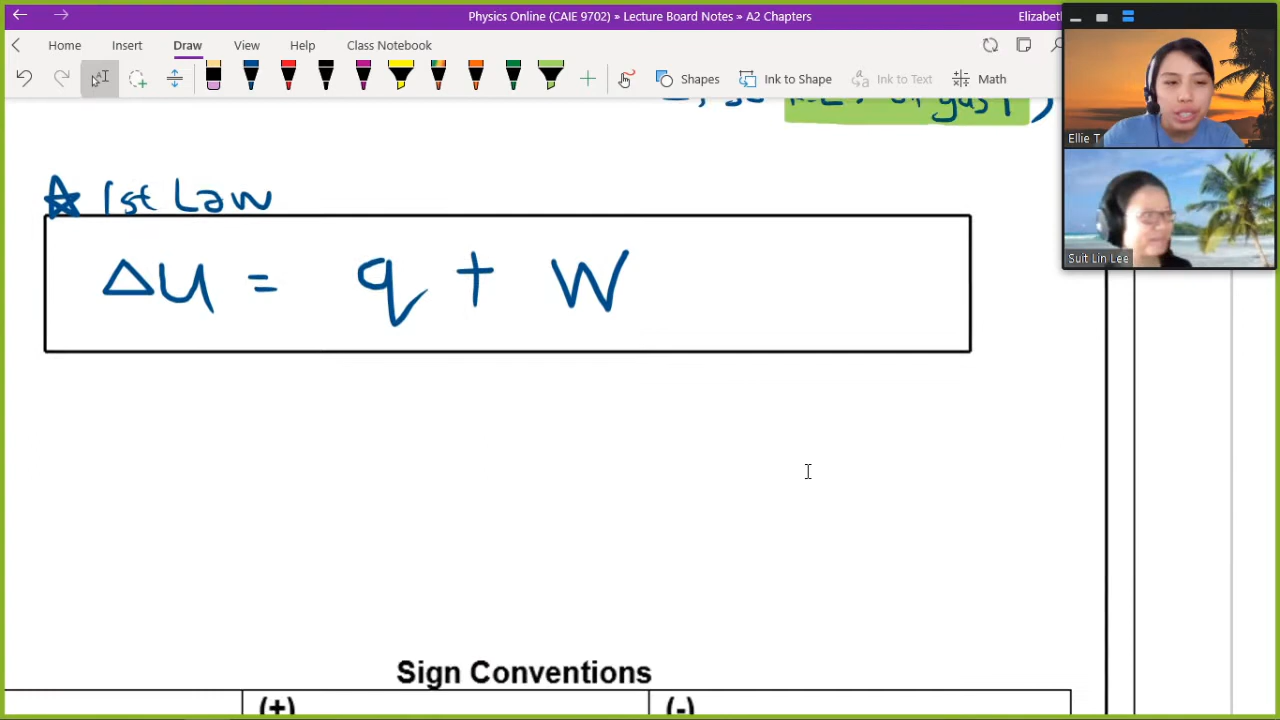 Physics Online (CAIE 9702) » Lecture Board Notes » A2 Chapters
Elizabeth
Home Insert Draw View Help Class Notebook
Shapes Ink to Shape Ink to Text Math
Ellie T
Suit Lin Lee
1st Law
ΔU = q + W
Sign Conventions
(+) (-)